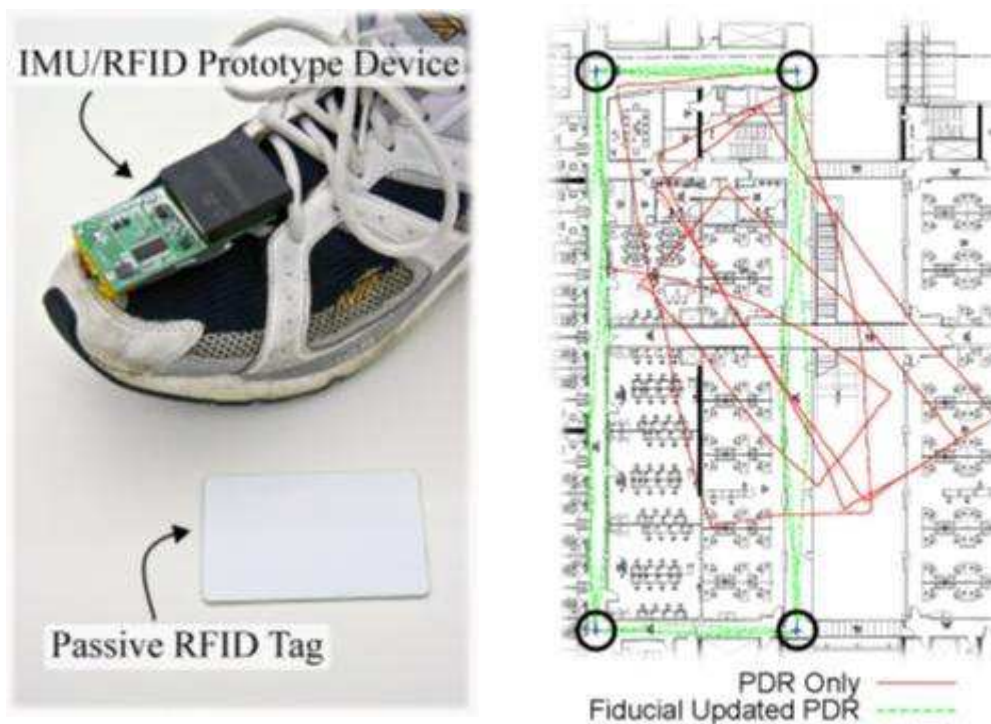 IMU/RFID Prototype Device
Passive RFID Tag
PDR Only
Fiducial Updated PDR